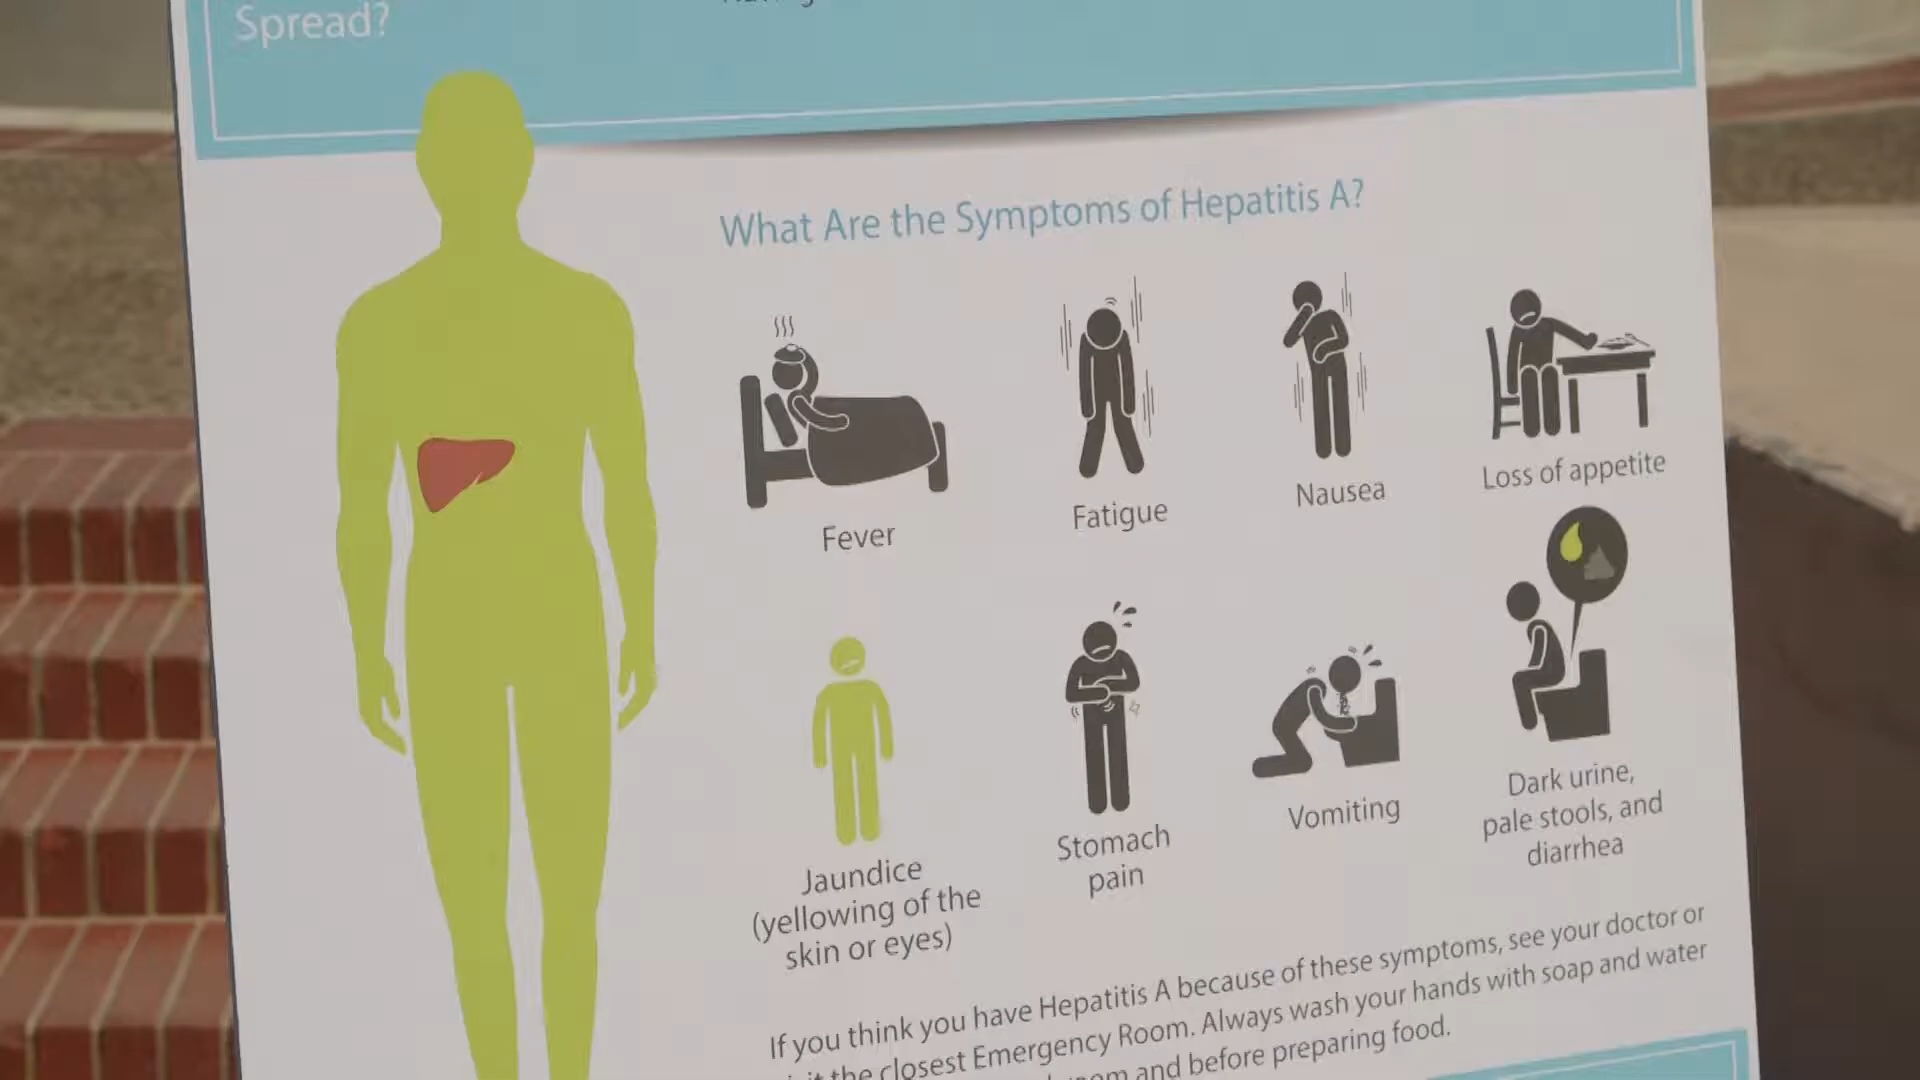 Spread?
What Are the Symptoms of Hepatitis A?
Fever
Fatigue
Nausea
Loss of appetite
Jaundice
(yellowing of the
skin or eyes)
Stomach
pain
Vomiting
Dark urine,
pale stools, and
diarrhea
If you think you have Hepatitis A because of these symptoms, see your doctor or
the closest Emergency Room. Always wash your hands with soap and water
and before preparing food.